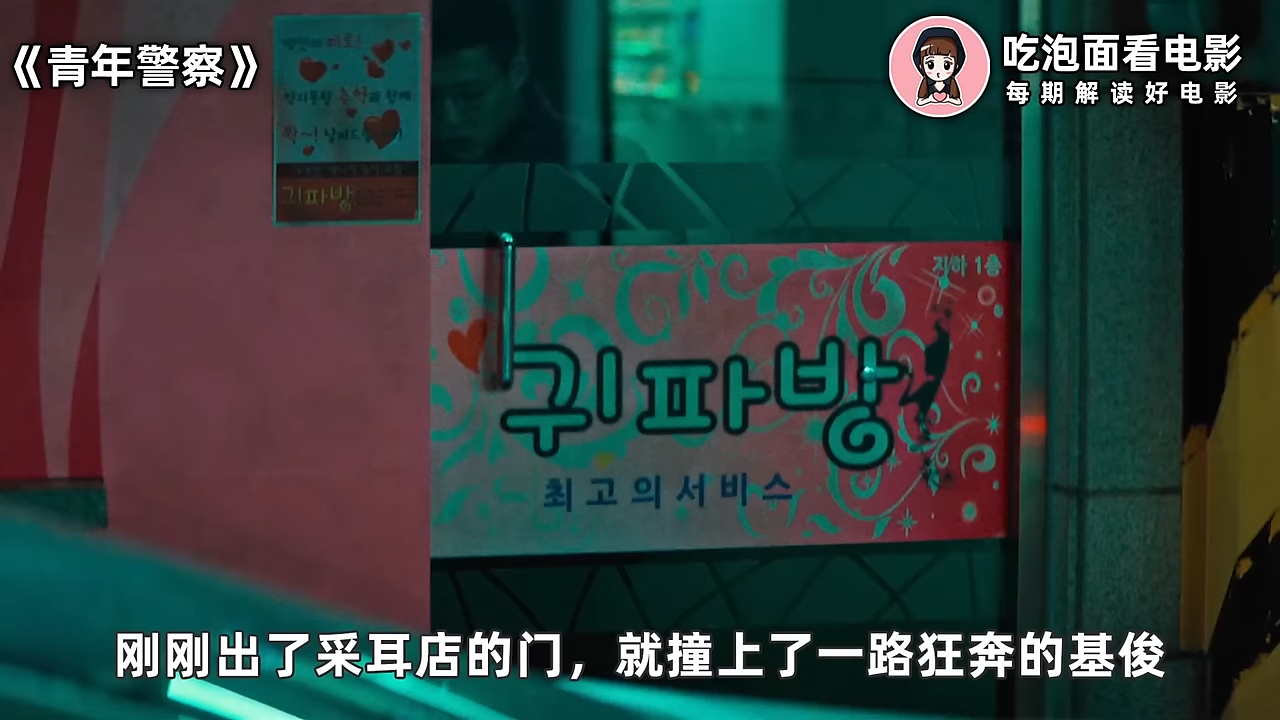 《青年警察》
吃泡面看电影
每期解读好电影
귀파방
지하 1층
귀파방
최고의서비스
刚刚出了采耳店的门，就撞上了一路狂奔的基俊